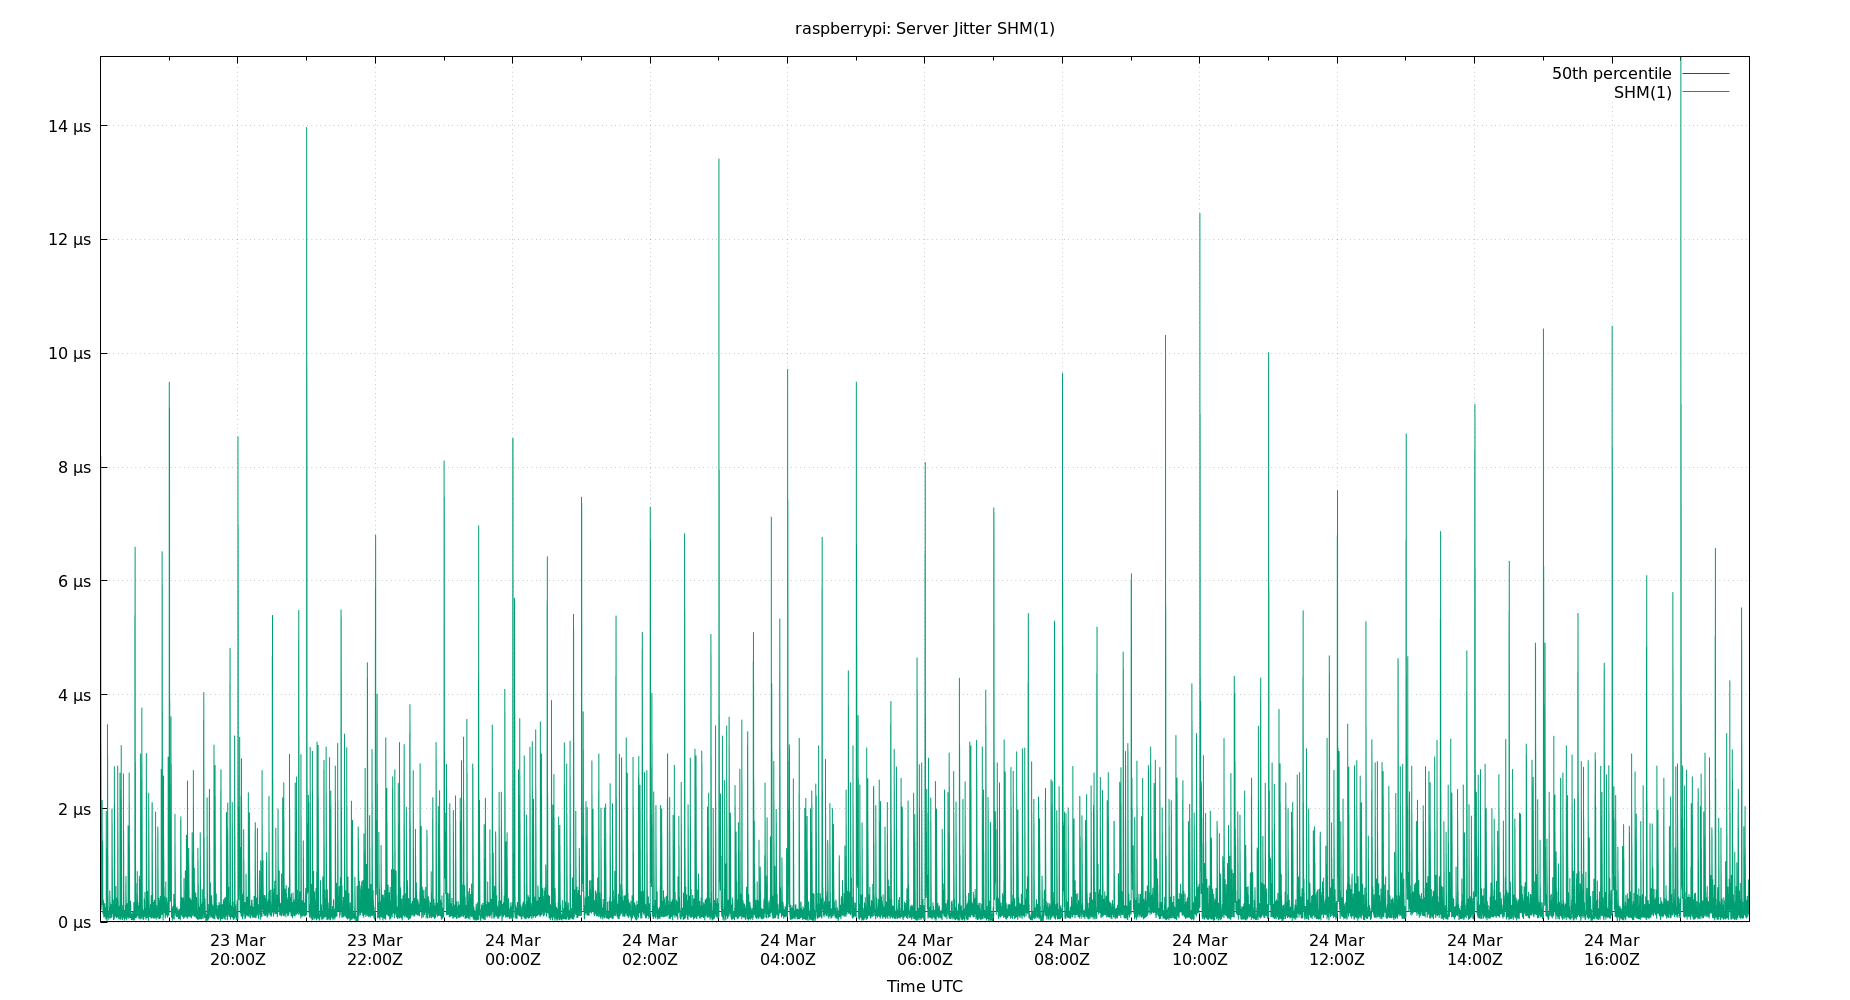 raspberrypi: Server Jitter SHM(1)
50th percentile
SHM(1)
14 µs
12 µs
10 µs
8 µs
6 µs
4 µs
2 µs
0 µs
23 Mar 23 Mar 24 Mar 24 Mar 24 Mar 24 Mar 24 Mar 24 Mar 24 Mar 24 Mar 24 Mar
20:00Z 22:00Z 00:00Z 02:00Z 04:00Z 06:00Z 08:00Z 10:00Z 12:00Z 14:00Z 16:00Z
Time UTC